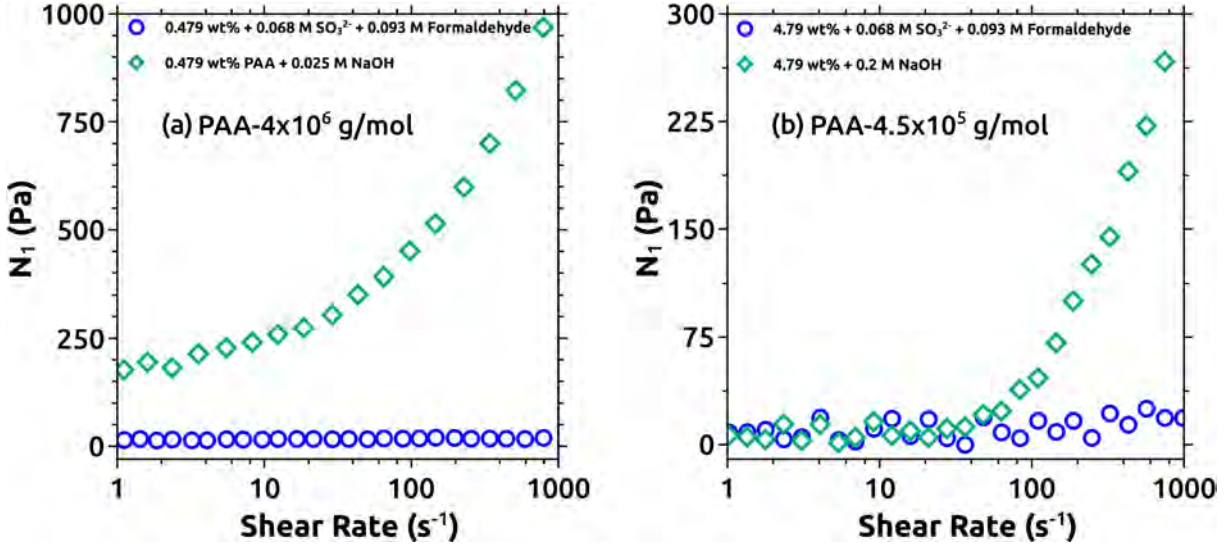 1000
750
500
250
0
N₁ (Pa)
0.479 wt% + 0.068 M SO₃²⁻ + 0.093 M Formaldehyde
0.479 wt% PAA + 0.025 M NaOH
(a) PAA-4x10⁶ g/mol
1 10 100 1000
Shear Rate (s⁻¹)
300
225
150
75
0
N₁ (Pa)
4.79 wt% + 0.068 M SO₃²⁻ + 0.093 M Formaldehyde
4.79 wt% + 0.2 M NaOH
(b) PAA-4.5x10⁵ g/mol
1 10 100 1000
Shear Rate (s⁻¹)